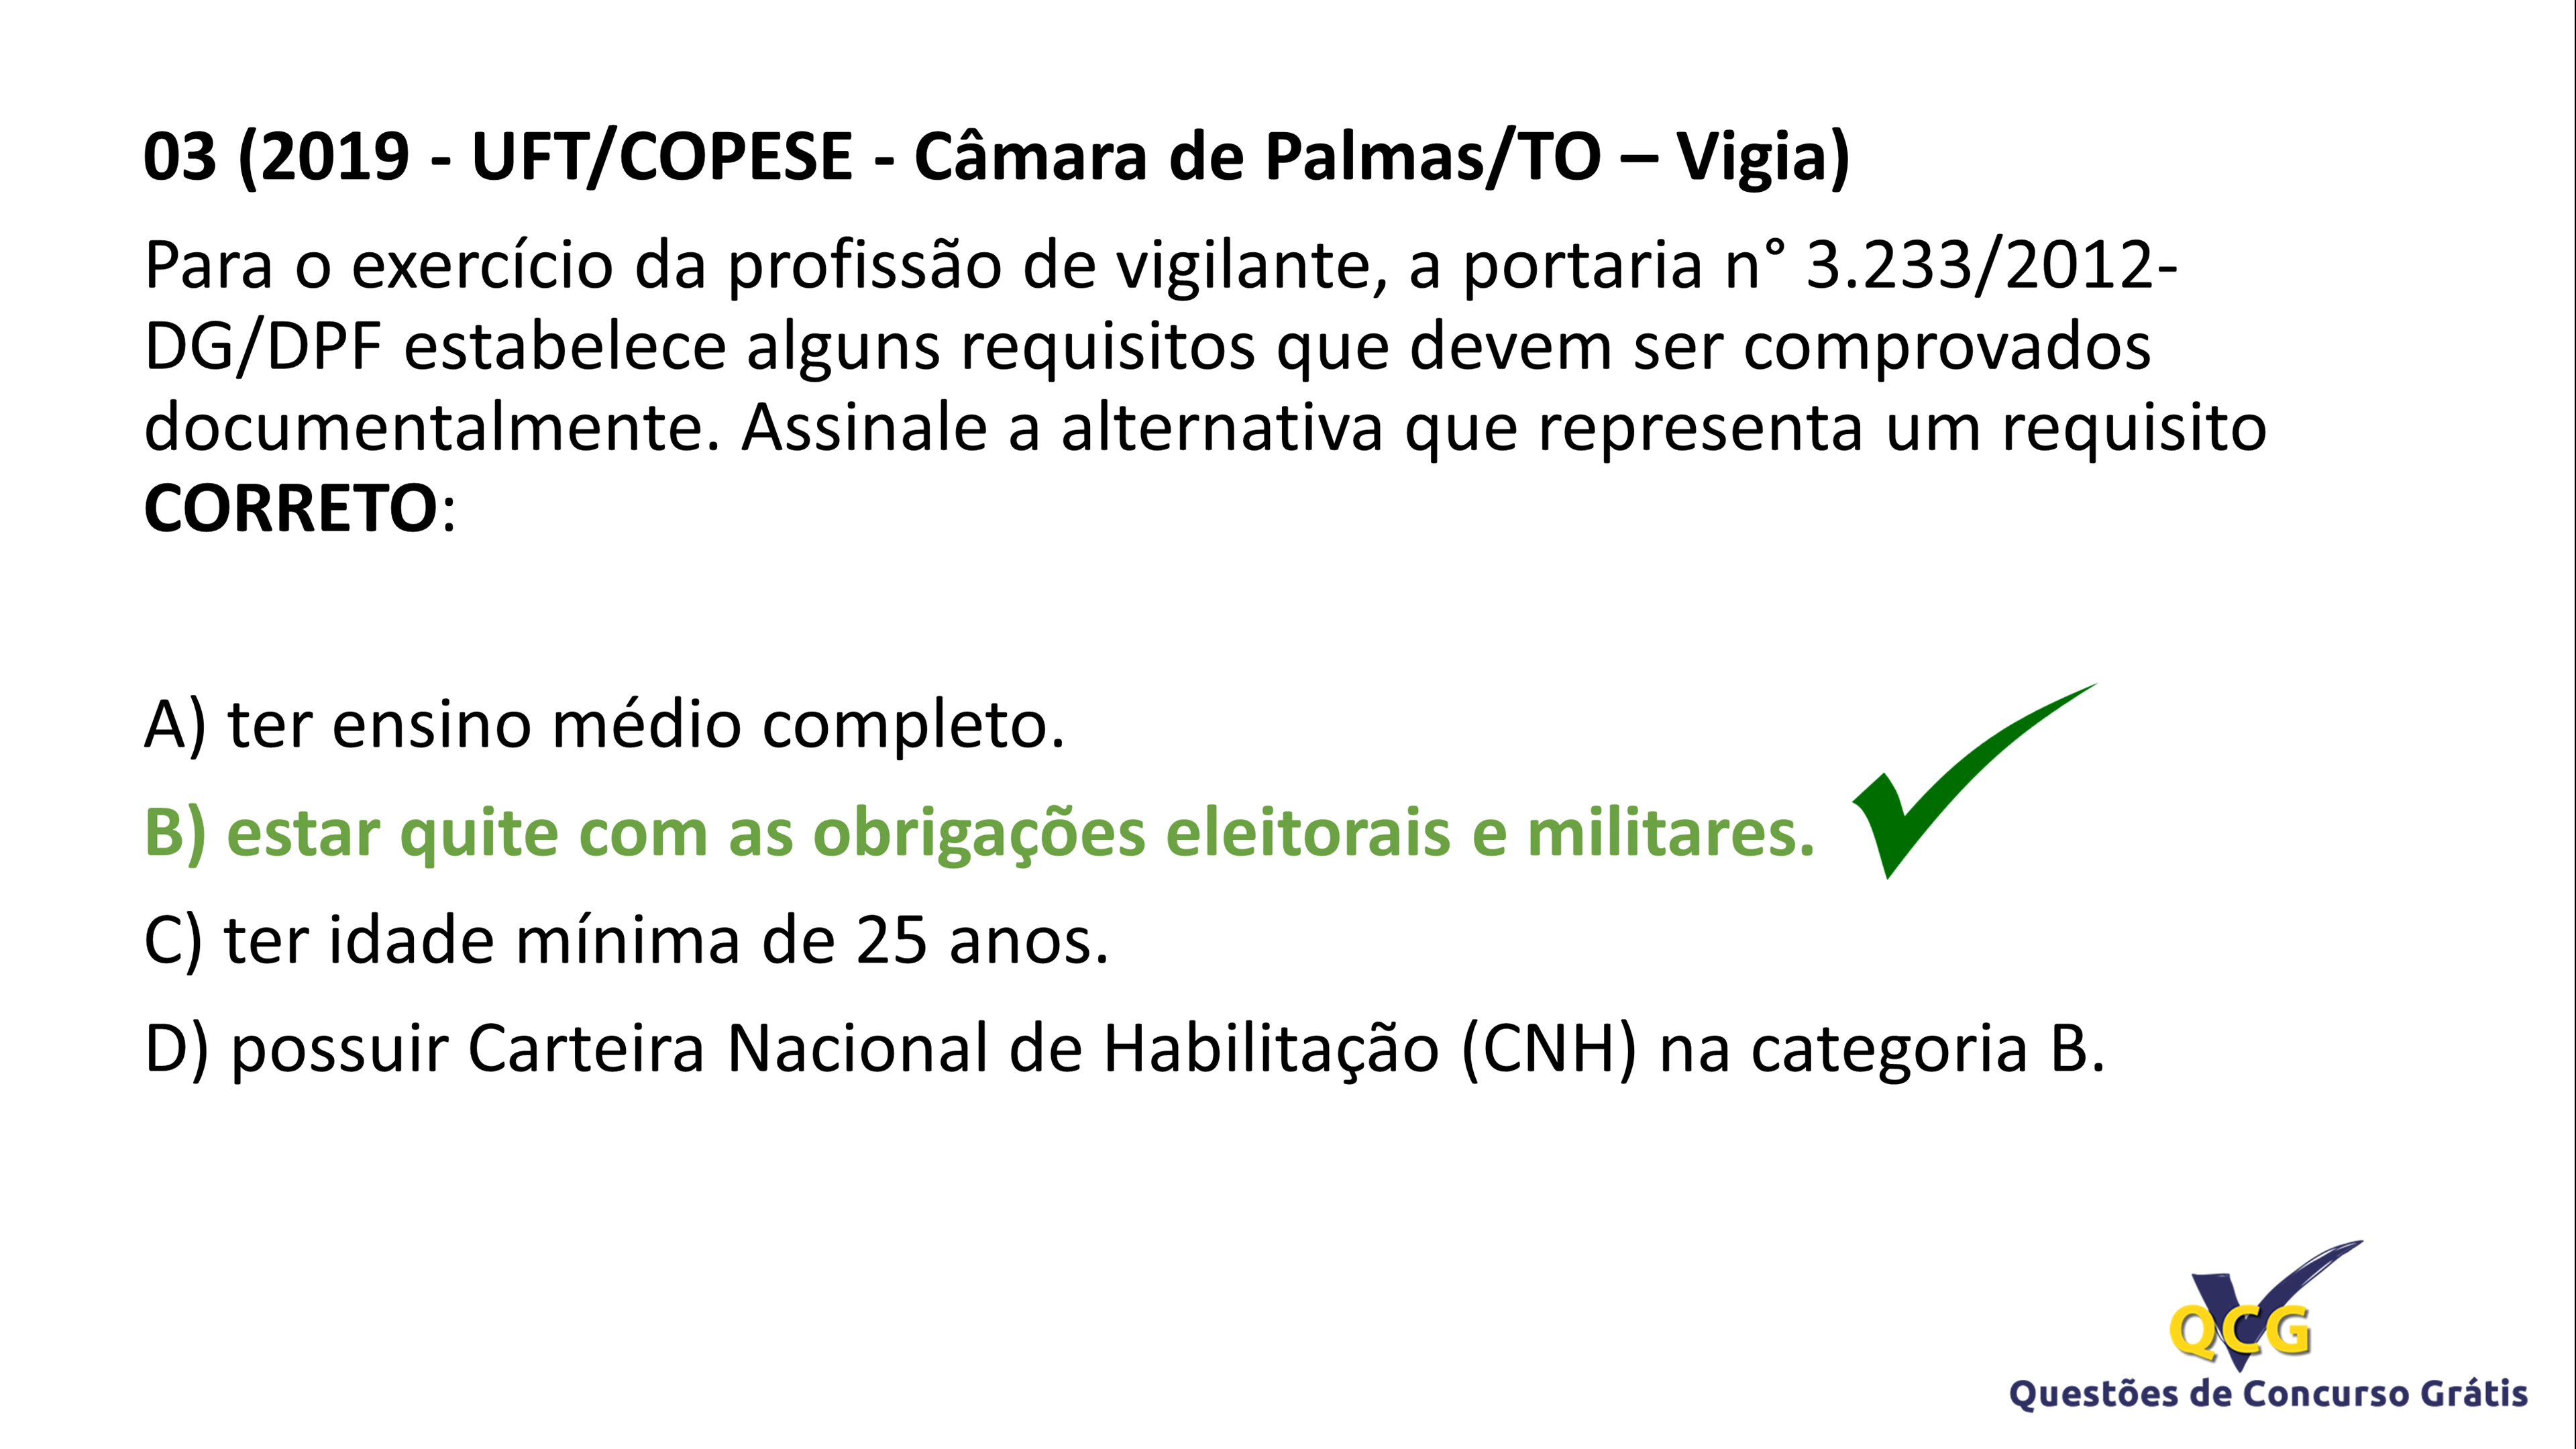 03 (2019 - UFT/COPESE - Câmara de Palmas/TO – Vigia)
Para o exercício da profissão de vigilante, a portaria n° 3.233/2012-
DG/DPF estabelece alguns requisitos que devem ser comprovados
documentalmente. Assinale a alternativa que representa um requisito
CORRETO:
A) ter ensino médio completo.
B) estar quite com as obrigações eleitorais e militares.
C) ter idade mínima de 25 anos.
D) possuir Carteira Nacional de Habilitação (CNH) na categoria B.
QCG
Questões de Concurso Grátis